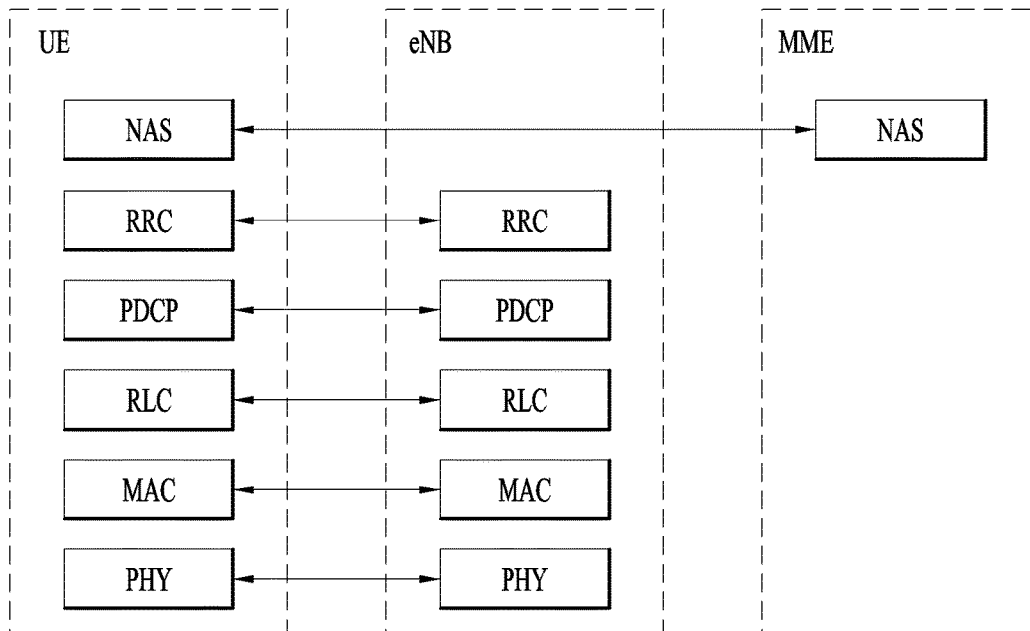 UE eNB MME
NAS NAS
RRC RRC
PDCP PDCP
RLC RLC
MAC MAC
PHY PHY